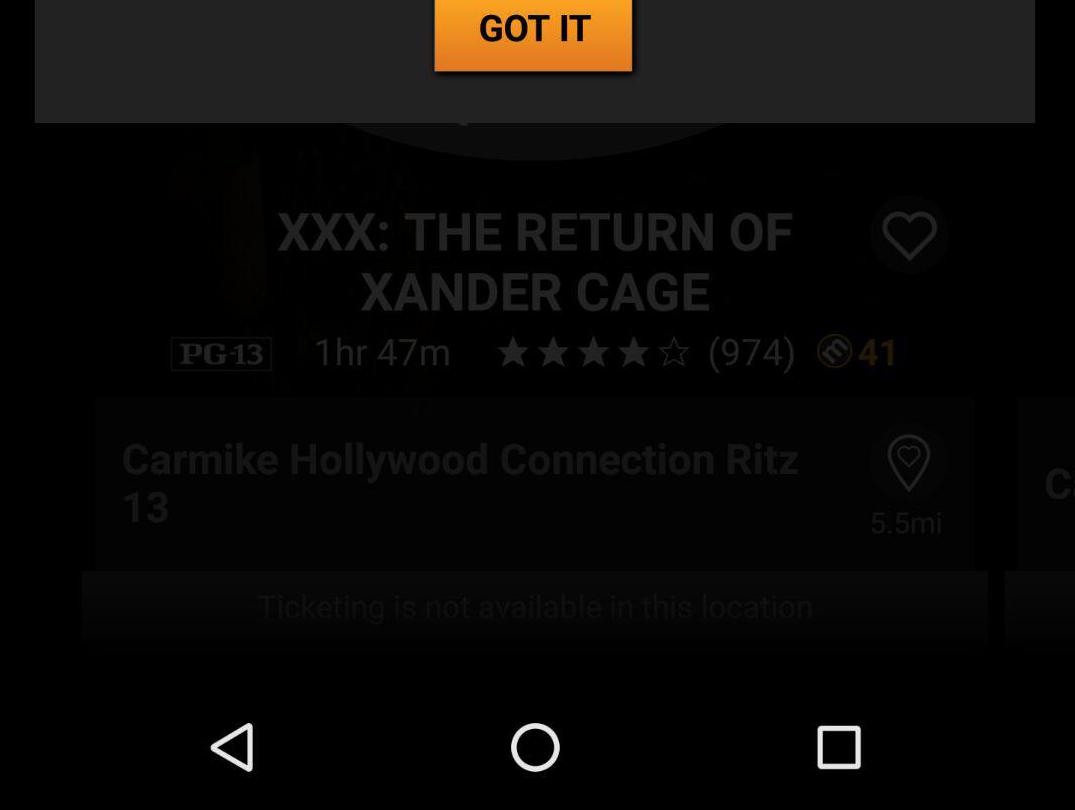 GOT IT
XXX: THE RETURN OF
XANDER CAGE
PG-13 1hr 47m (974) m 41
Carmike Hollywood Connection Ritz
13
5.5mi
Ticketing is not available in this location